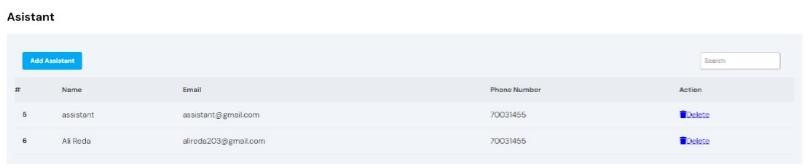 Asistant
Add Assistant
Search
# Name Email Phone Number Action
5 assistant assistant@gmail.com 70031455 Delete
6 Ali Reda alireda203@gmail.com 70031455 Delete